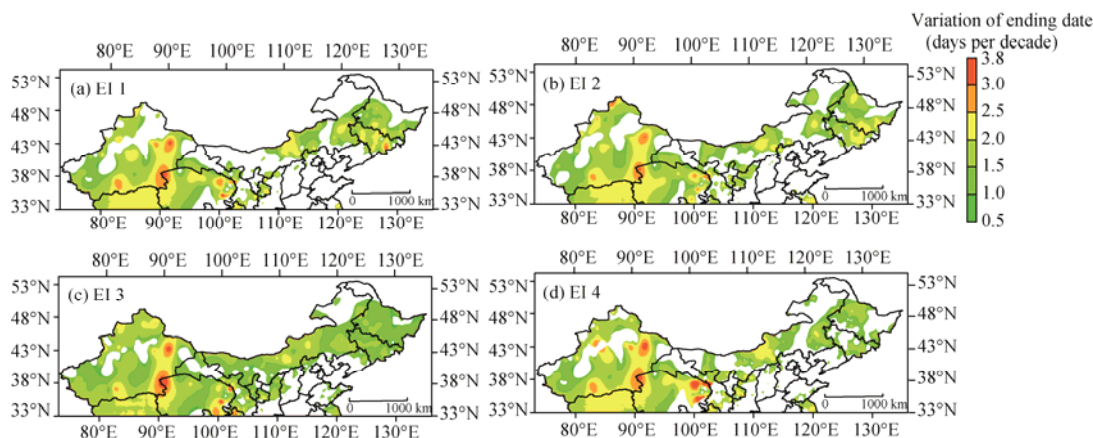 Variation of ending date
(days per decade)
80°E 90°E 100°E 110°E 120°E 130°E
80°E 90°E 100°E 110°E 120°E 130°E
53°N 48°N 43°N 38°N 33°N
(a) EI 1
53°N 48°N 43°N 38°N 33°N
0 1000 km
80°E 90°E 100°E 110°E 120°E 130°E
53°N 48°N 43°N 38°N 33°N
(b) EI 2
53°N 48°N 43°N 38°N 33°N
0 1000 km
80°E 90°E 100°E 110°E 120°E 130°E
3.8
3.0
2.5
2.0
1.5
1.0
0.5
80°E 90°E 100°E 110°E 120°E 130°E
80°E 90°E 100°E 110°E 120°E 130°E
53°N 48°N 43°N 38°N 33°N
(c) EI 3
53°N 48°N 43°N 38°N 33°N
0 1000 km
80°E 90°E 100°E 110°E 120°E 130°E
53°N 48°N 43°N 38°N 33°N
(d) EI 4
53°N 48°N 43°N 38°N 33°N
0 1000 km
80°E 90°E 100°E 110°E 120°E 130°E